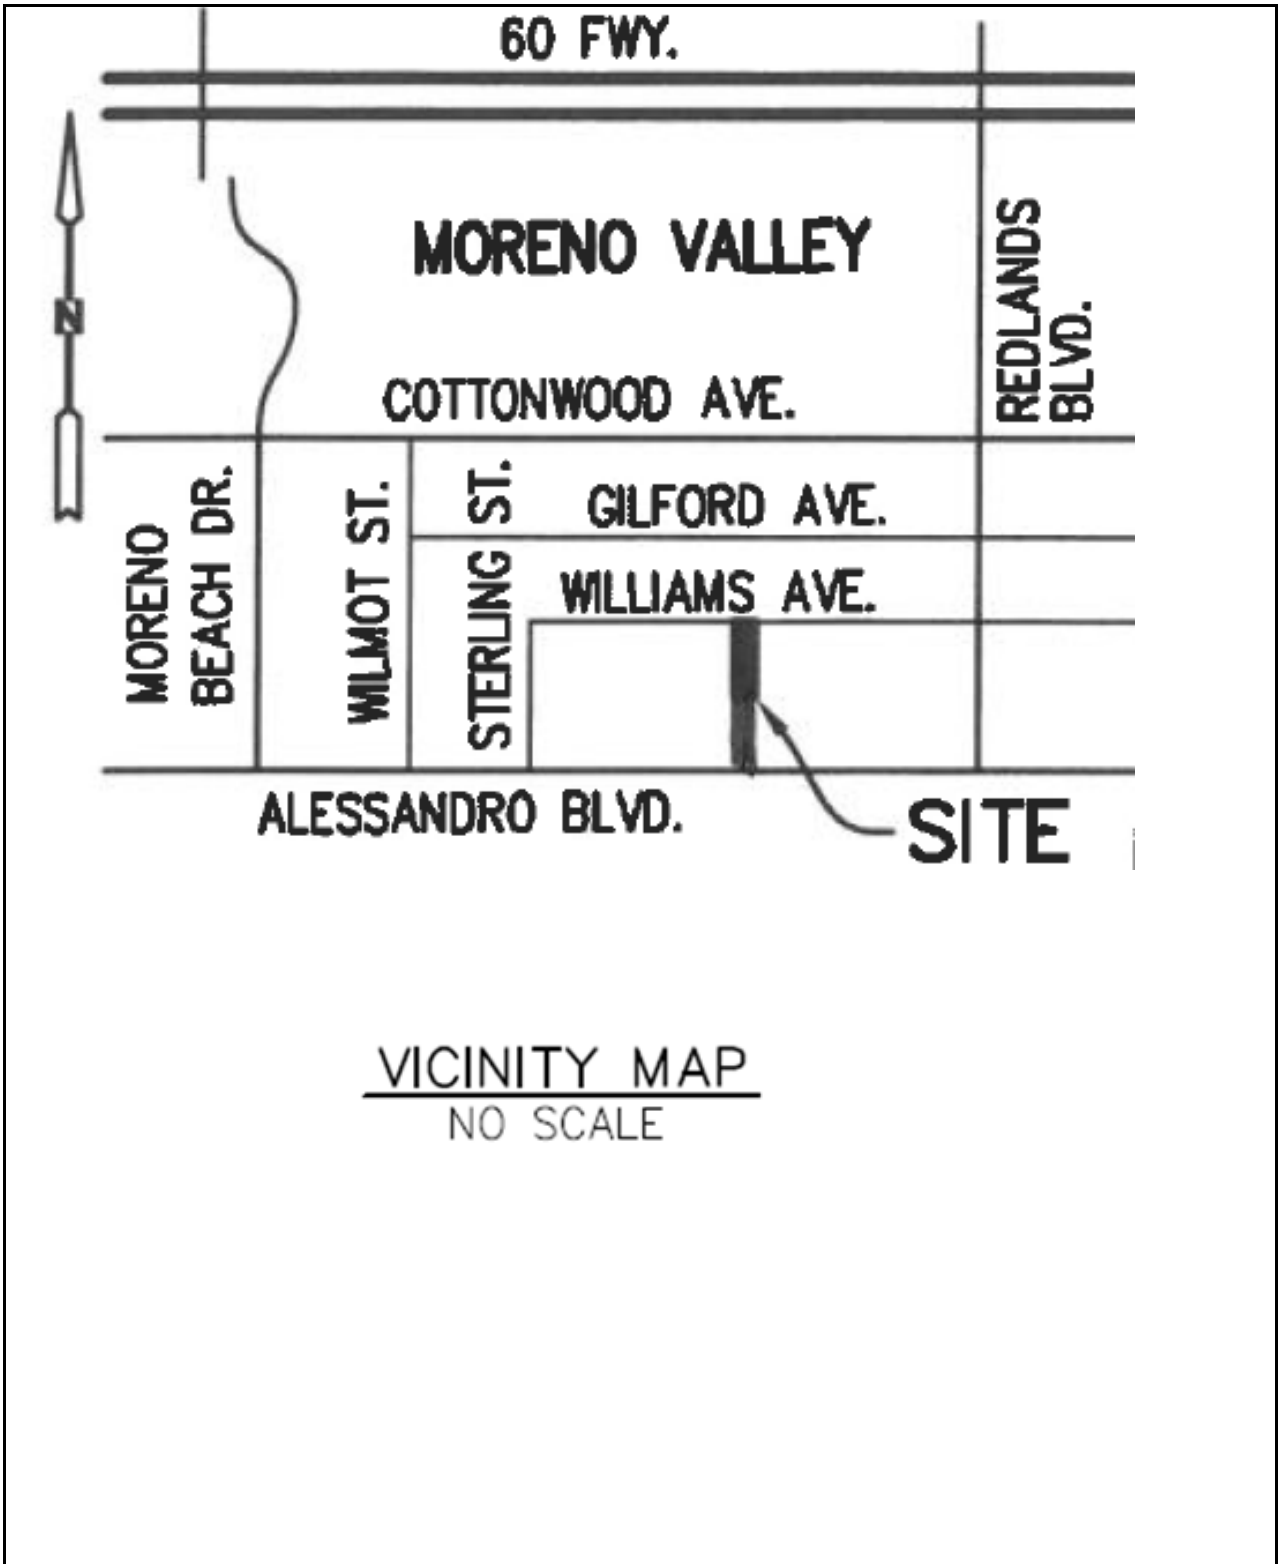 60 FWY.
MORENO VALLEY
REDLANDS
BLVD.
COTTONWOOD AVE.
MORENO
BEACH DR.
WILMOT ST.
STERLING ST.
GILFORD AVE.
WILLIAMS AVE.
N
ALESSANDRO BLVD.
SITE
VICINITY MAP
NO SCALE